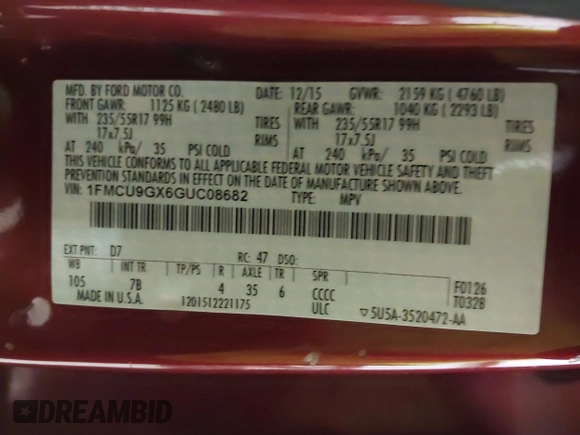 MFD. BY FORD MOTOR CO. DATE: 12/15 GVWR: 2159 KG ( 4760 LB)
FRONT GAWR: 1125 KG ( 2480 LB) REAR GAWR: 1040 KG ( 2293 LB)
WITH 235/55R17 99H TIRES WITH 235/55R17 99H TIRES
17x7.5J RIMS 17x7.5J RIMS
AT 240 kPa/ 35 PSI COLD AT 240 kPa/ 35 PSI COLD
THIS VEHICLE CONFORMS TO ALL APPLICABLE FEDERAL MOTOR VEHICLE SAFETY AND THEFT
PREVENTION STANDARDS IN EFFECT ON THE DATE OF MANUFACTURE SHOWN ABOVE.
VIN: 1FMCU9GX6GUC08682 TYPE: MPV
EXT PNT: D7 RC: 47 DSO:
WB INT TR TP/PS R AXLE TR SPR F0126
105 7B 4 35 6 CCCC T0328
MADE IN U.S.A. 1201512221175 ULC 5U5A-3520472-AA
DREAMBID